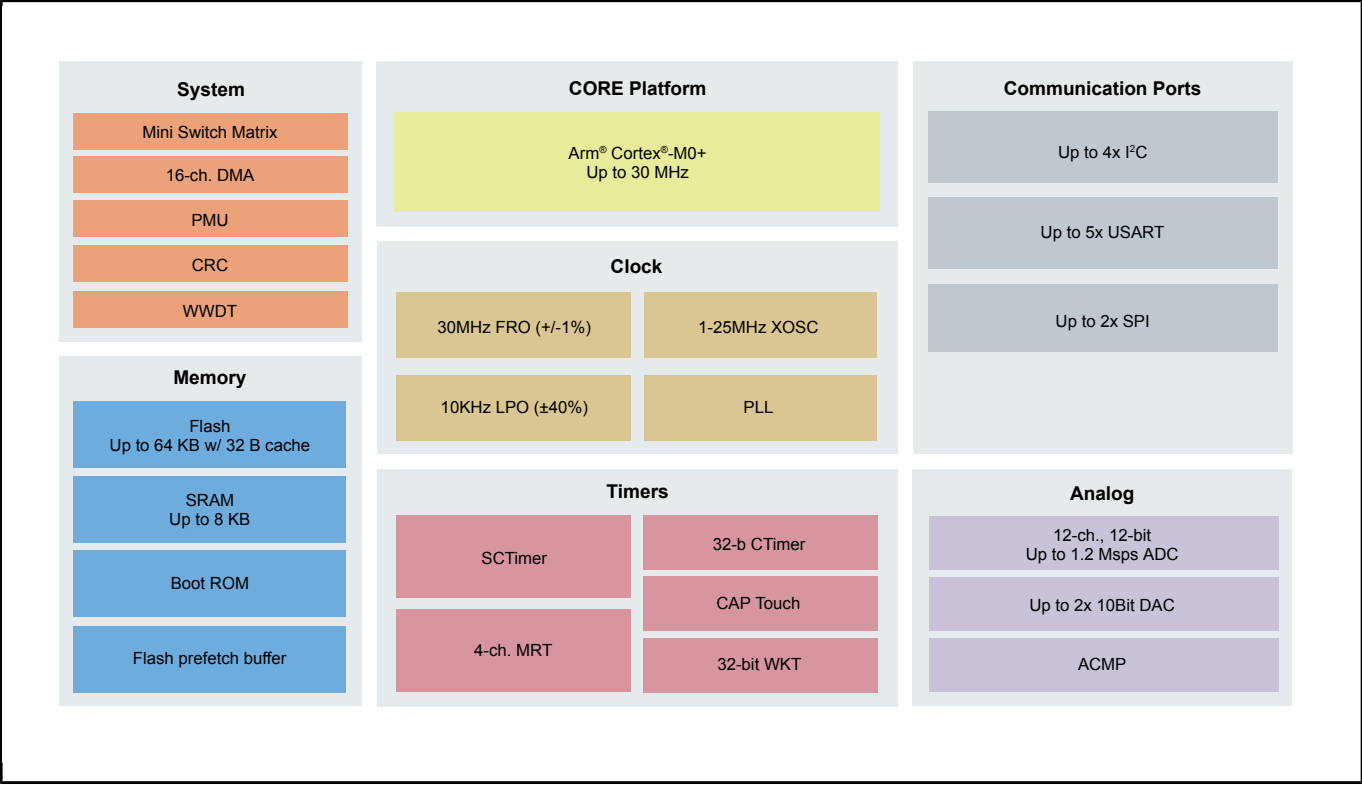 System
Mini Switch Matrix
16-ch. DMA
PMU
CRC
WWDT
Memory
Flash
Up to 64 KB w/ 32 B cache
SRAM
Up to 8 KB
Boot ROM
Flash prefetch buffer
CORE Platform
Arm® Cortex®-M0+
Up to 30 MHz
Clock
30MHz FRO (+/-1%)
1-25MHz XOSC
10KHz LPO (±40%)
PLL
Timers
SCTimer
4-ch. MRT
32-b CTimer
CAP Touch
32-bit WKT
Communication Ports
Up to 4x I²C
Up to 5x USART
Up to 2x SPI
Analog
12-ch., 12-bit
Up to 1.2 Msps ADC
Up to 2x 10Bit DAC
ACMP